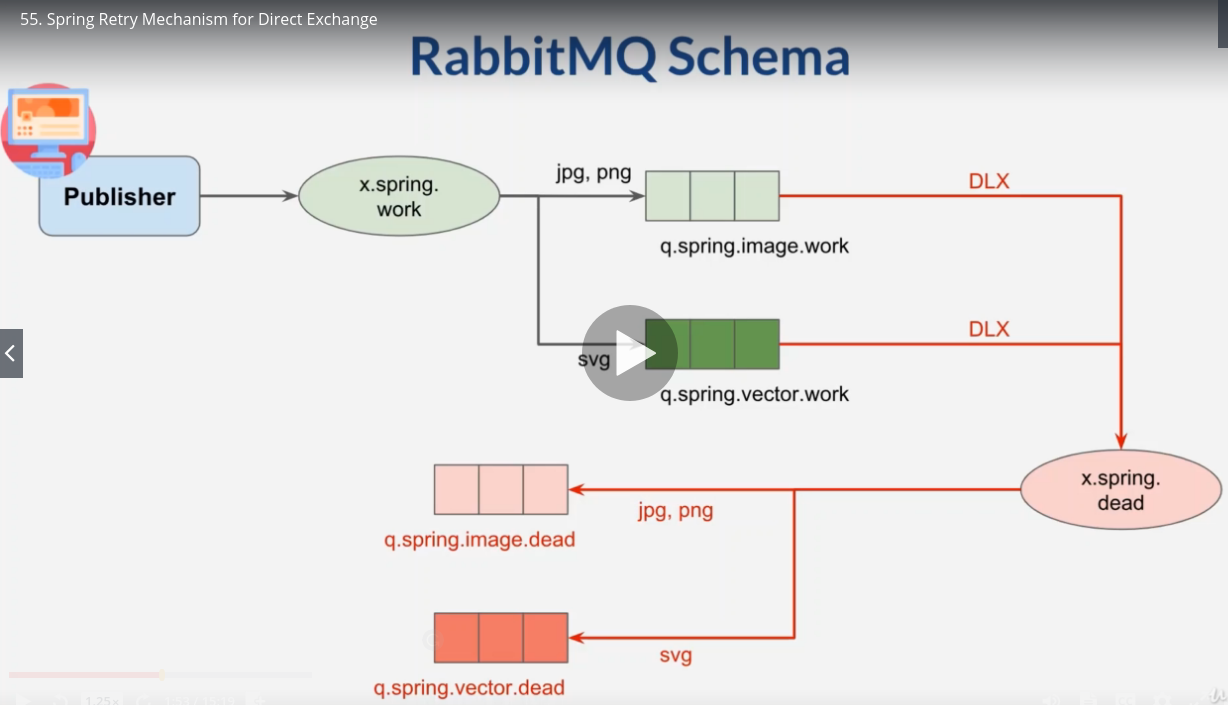 55. Spring Retry Mechanism for Direct Exchange
RabbitMQ Schema
Publisher
x.spring.
work
jpg, png
q.spring.image.work
DLX
svg
q.spring.vector.work
DLX
x.spring.
dead
jpg, png
q.spring.image.dead
svg
q.spring.vector.dead
1.25x